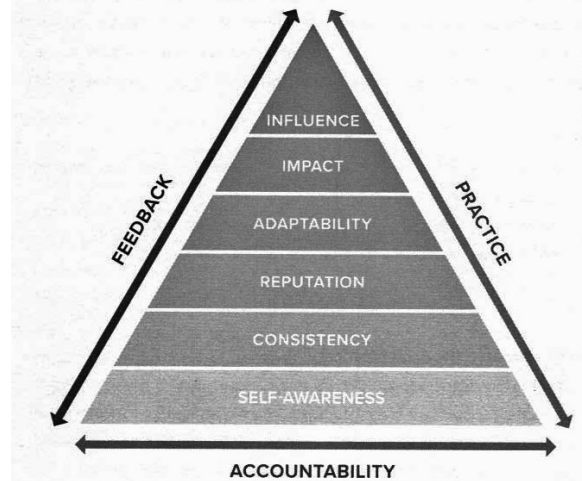 INFLUENCE
IMPACT
FEEDBACK
PRACTICE
ADAPTABILITY
REPUTATION
CONSISTENCY
SELF-AWARENESS
ACCOUNTABILITY